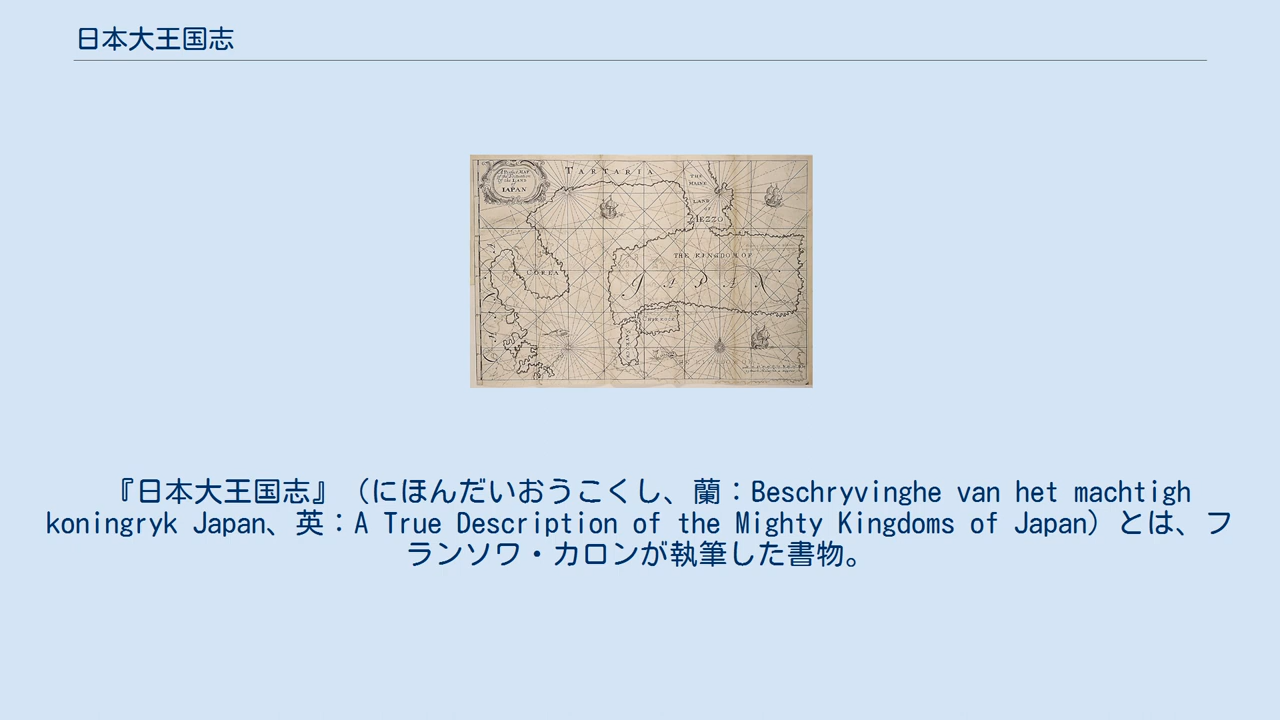 日本大王国志
TARTARIA
THE
MAINE
LAND
OF
IEZZO
IAPAN
COREA
THE KINGDOM OF
IAPAN
『日本大王国志』（にほんだいおうこくし、蘭：Beschryvinghe van het machtigh
koningryk Japan、英：A True Description of the Mighty Kingdoms of Japan）とは、フ
ランソワ・カロンが執筆した書物。